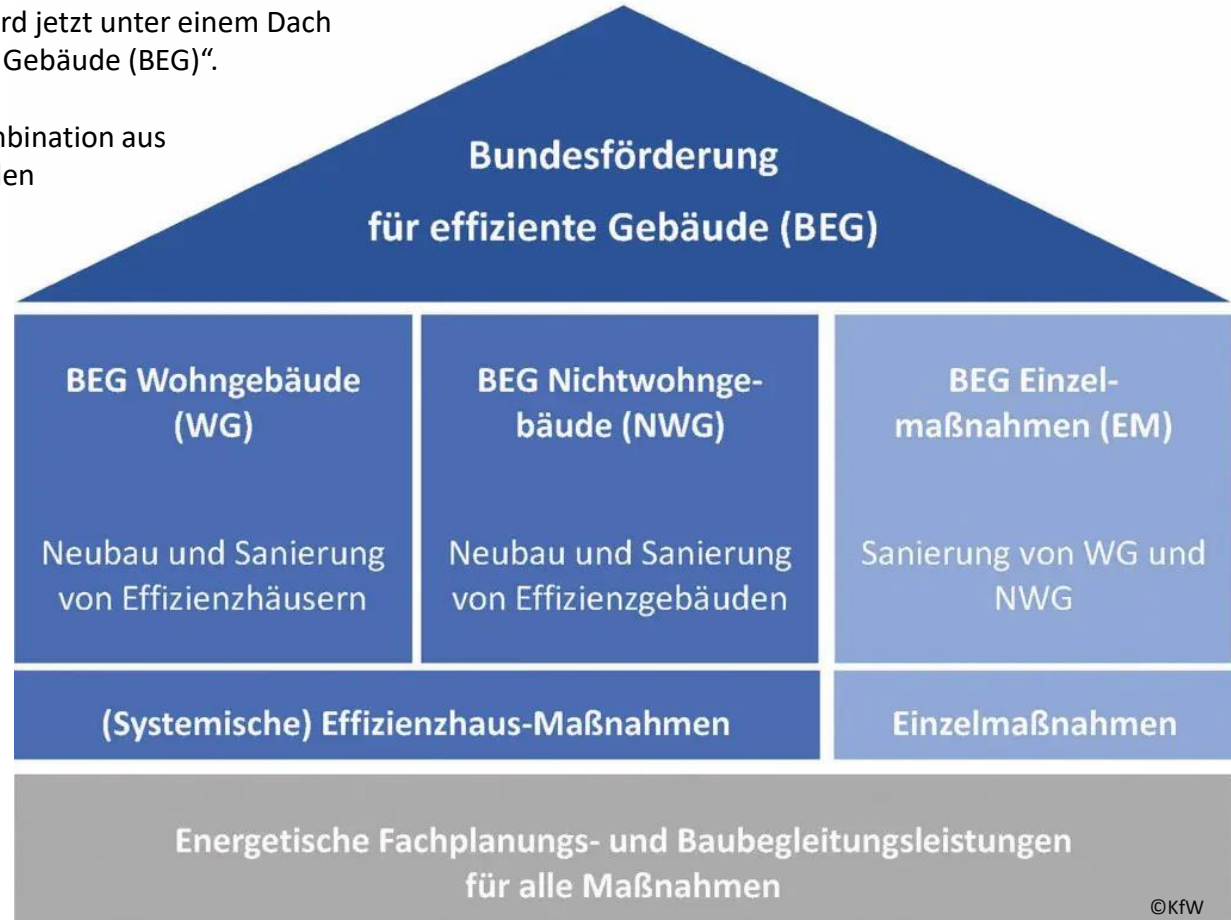 rd jetzt unter einem Dach
Gebäude (BEG)“.
nbination aus
len
Bundesförderung
für effiziente Gebäude (BEG)
BEG Wohngebäude
(WG)
Neubau und Sanierung
von Effizienzhäusern
BEG Nichtwohnge-
bäude (NWG)
Neubau und Sanierung
von Effizienzgebäuden
BEG Einzel-
maßnahmen (EM)
Sanierung von WG und
NWG
(Systemische) Effizienzhaus-Maßnahmen
Einzelmaßnahmen
Energetische Fachplanungs- und Baubegleitungsleistungen
für alle Maßnahmen
©KfW